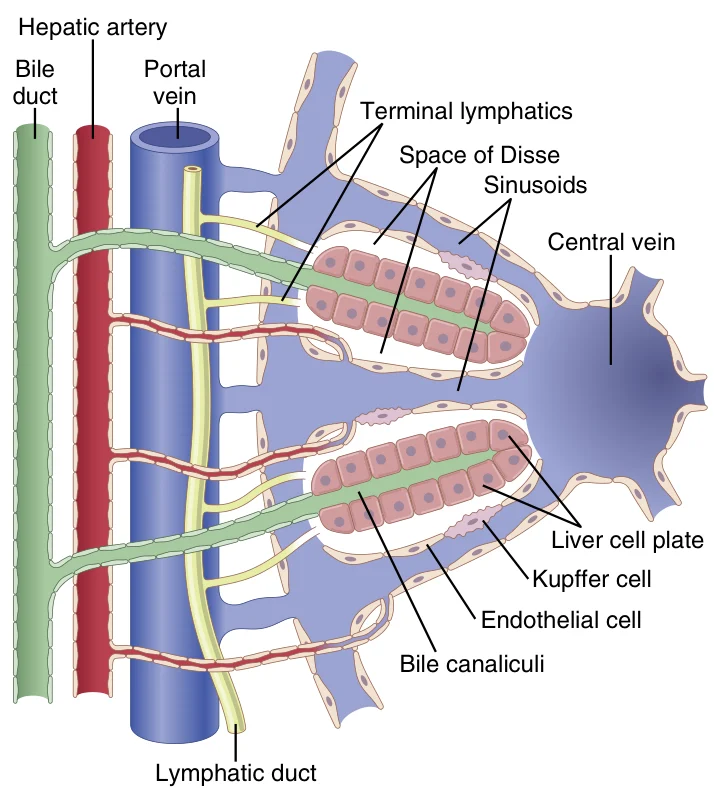 Hepatic artery
Bile
duct
Portal
vein
Terminal lymphatics
Space of Disse
Sinusoids
Central vein
Liver cell plate
Kupffer cell
Endothelial cell
Bile canaliculi
Lymphatic duct